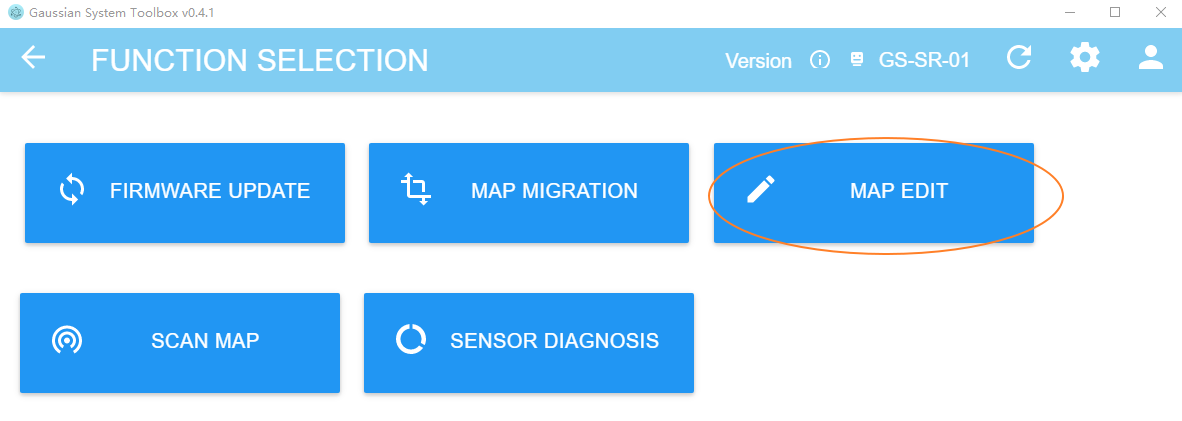 Gaussian System Toolbox v0.4.1
FUNCTION SELECTION Version GS-SR-01
FIRMWARE UPDATE MAP MIGRATION MAP EDIT
SCAN MAP SENSOR DIAGNOSIS